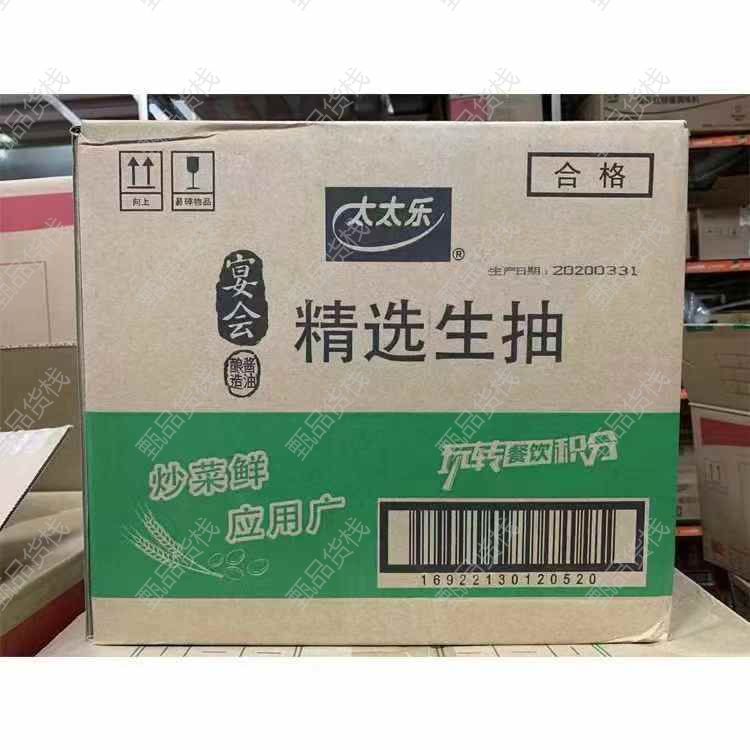 向上
易碎物品
太太乐
®
合格
生产日期：20200331
宴会
精选生抽
酿造
酱油
炒菜鲜
应用广
玩转餐饮积分
16922130120520
甄品货栈